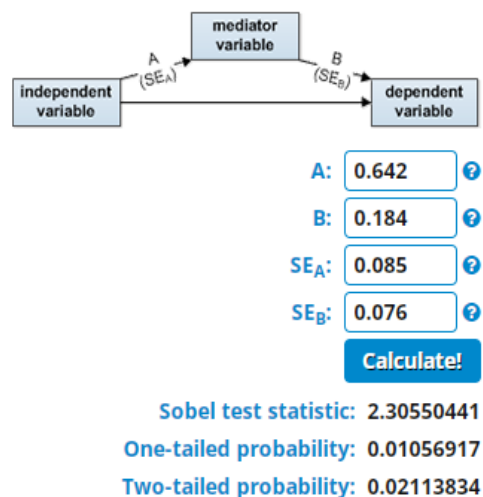 mediator
variable
A
(SEA)
B
(SEB)
independent
variable
dependent
variable
A: 0.642 ?
B: 0.184 ?
SEA: 0.085 ?
SEB: 0.076 ?
Calculate!
Sobel test statistic: 2.30550441
One-tailed probability: 0.01056917
Two-tailed probability: 0.02113834